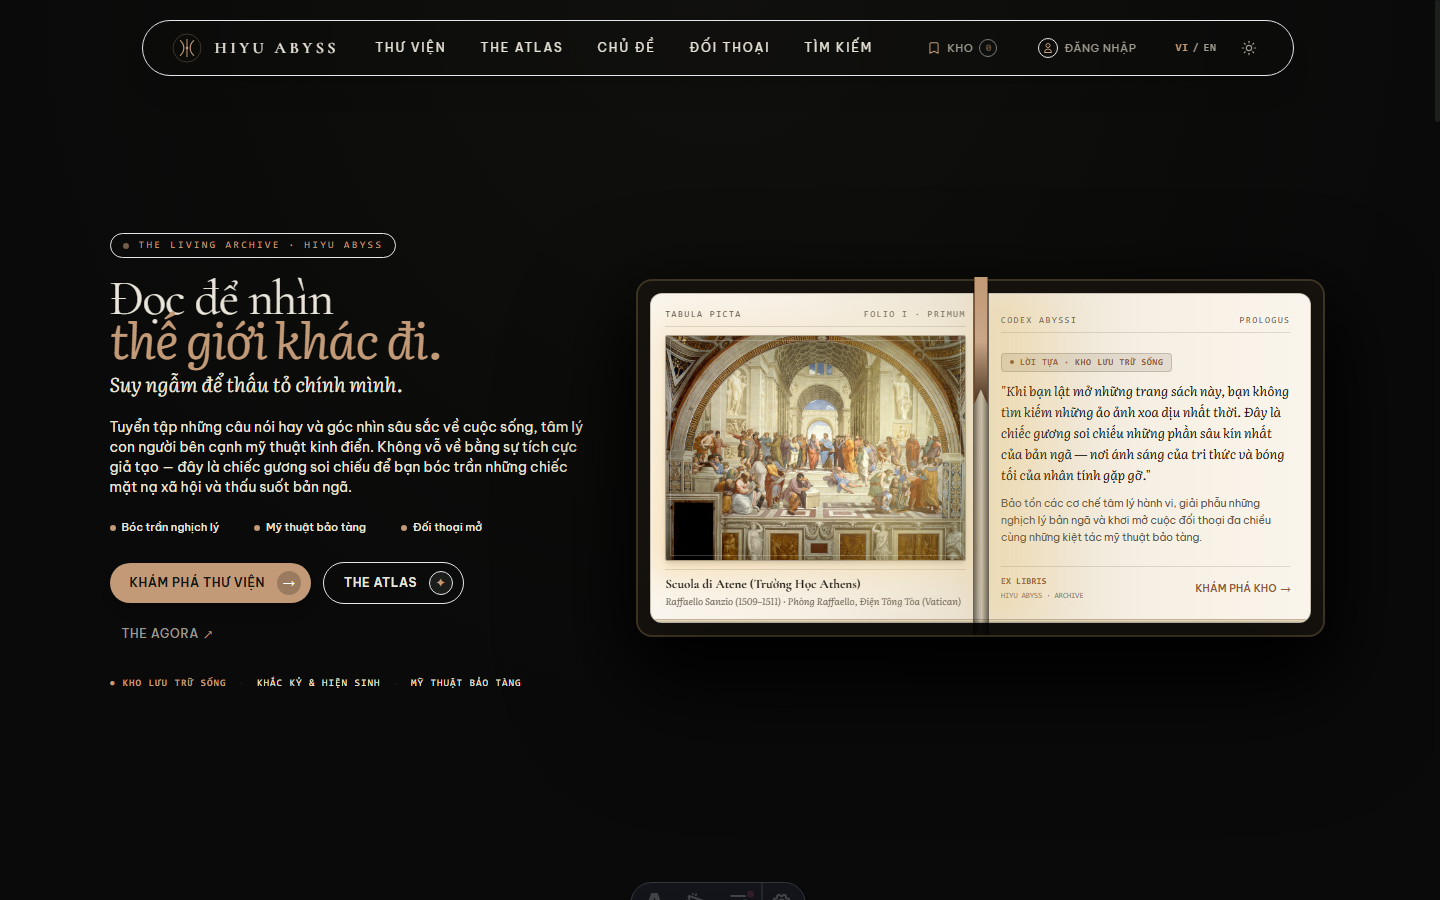 HIYU ABYSS THƯ VIỆN THE ATLAS CHỦ ĐỀ ĐỐI THOẠI TÌM KIẾM KHO 0 ĐĂNG NHẬP VI / EN
THE LIVING ARCHIVE · HIYU ABYSS
Đọc để nhìn
thế giới khác đi.
Suy ngẫm để thấu tỏ chính mình.
Tuyển tập những câu nói hay và góc nhìn sâu sắc về cuộc sống, tâm lý
con người bên cạnh mỹ thuật kinh điển. Không vỗ về bằng sự tích cực
giả tạo — đây là chiếc gương soi chiếu để bạn bóc trần những chiếc
mặt nạ xã hội và thấu suốt bản ngã.
Bóc trần nghịch lý Mỹ thuật bảo tàng Đối thoại mở
KHÁM PHÁ THƯ VIỆN → THE ATLAS
THE AGORA ↗
KHO LƯU TRỮ SỐNG · KHẮC KỶ & HIỆN SINH · MỸ THUẬT BẢO TÀNG
TABULA PICTA FOLIO I · PRIMUM
Scuola di Atene (Trường Học Athens)
Raffaello Sanzio (1509–1511) · Phòng Raffaello, Điện Tông Tòa (Vatican)
CODEX ABYSSI PROLOGUS
LỜI TỰA · KHO LƯU TRỮ SỐNG
"Khi bạn lật mở những trang sách này, bạn không
tìm kiếm những ảo ảnh xoa dịu nhất thời. Đây là
chiếc gương soi chiếu những phần sâu kín nhất
của bản ngã — nơi ánh sáng của tri thức và bóng
tối của nhân tính gặp gỡ."
Bảo tồn các cơ chế tâm lý hành vi, giải phẫu những
nghịch lý bản ngã và khơi mở cuộc đối thoại đa chiều
cùng những kiệt tác mỹ thuật bảo tàng.
EX LIBRIS
HIYU ABYSS · ARCHIVE
KHÁM PHÁ KHO →